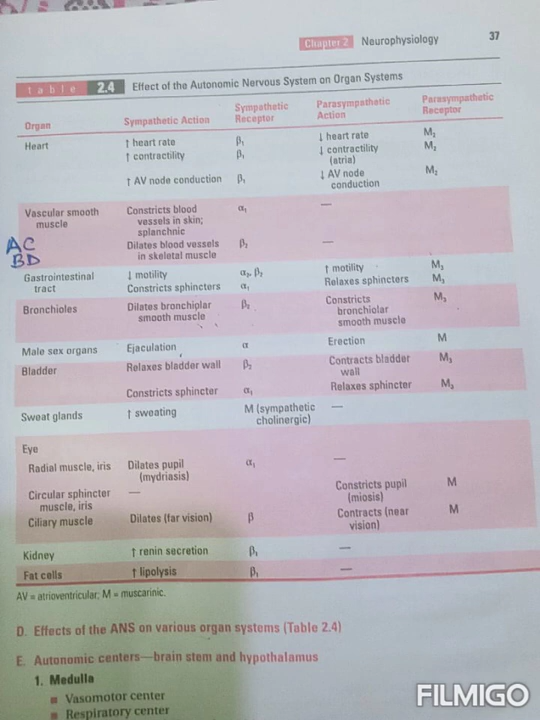 Chapter 2 Neurophysiology 37
table 2.4 Effect of the Autonomic Nervous System on Organ Systems
Organ Sympathetic Action Sympathetic Receptor Parasympathetic Action Parasympathetic Receptor
Heart ↑ heart rate β₁ ↓ heart rate M₂
↑ contractility β₁ ↓ contractility (atria) M₂
↑ AV node conduction β₁ ↓ AV node conduction M₂
Vascular smooth muscle Constricts blood vessels in skin; splanchnic α₁ —
Dilates blood vessels in skeletal muscle β₂ —
AC
BD
Gastrointestinal tract ↓ motility α₂, β₂ ↑ motility M₃
Constricts sphincters α₁ Relaxes sphincters M₃
Bronchioles Dilates bronchiolar smooth muscle β₂ Constricts bronchiolar smooth muscle M₃
Male sex organs Ejaculation α Erection M
Bladder Relaxes bladder wall β₂ Contracts bladder wall M₃
Constricts sphincter α₁ Relaxes sphincter M₃
Sweat glands ↑ sweating M (sympathetic cholinergic) —
Eye
Radial muscle, iris Dilates pupil (mydriasis) α₁ —
Circular sphincter muscle, iris — Constricts pupil (miosis) M
Ciliary muscle Dilates (far vision) β Contracts (near vision) M
Kidney ↑ renin secretion β₁ —
Fat cells ↑ lipolysis β₁ —
AV = atrioventricular; M = muscarinic.
D. Effects of the ANS on various organ systems (Table 2.4)
E. Autonomic centers—brain stem and hypothalamus
1. Medulla
■ Vasomotor center
■ Respiratory center
FILMIGO